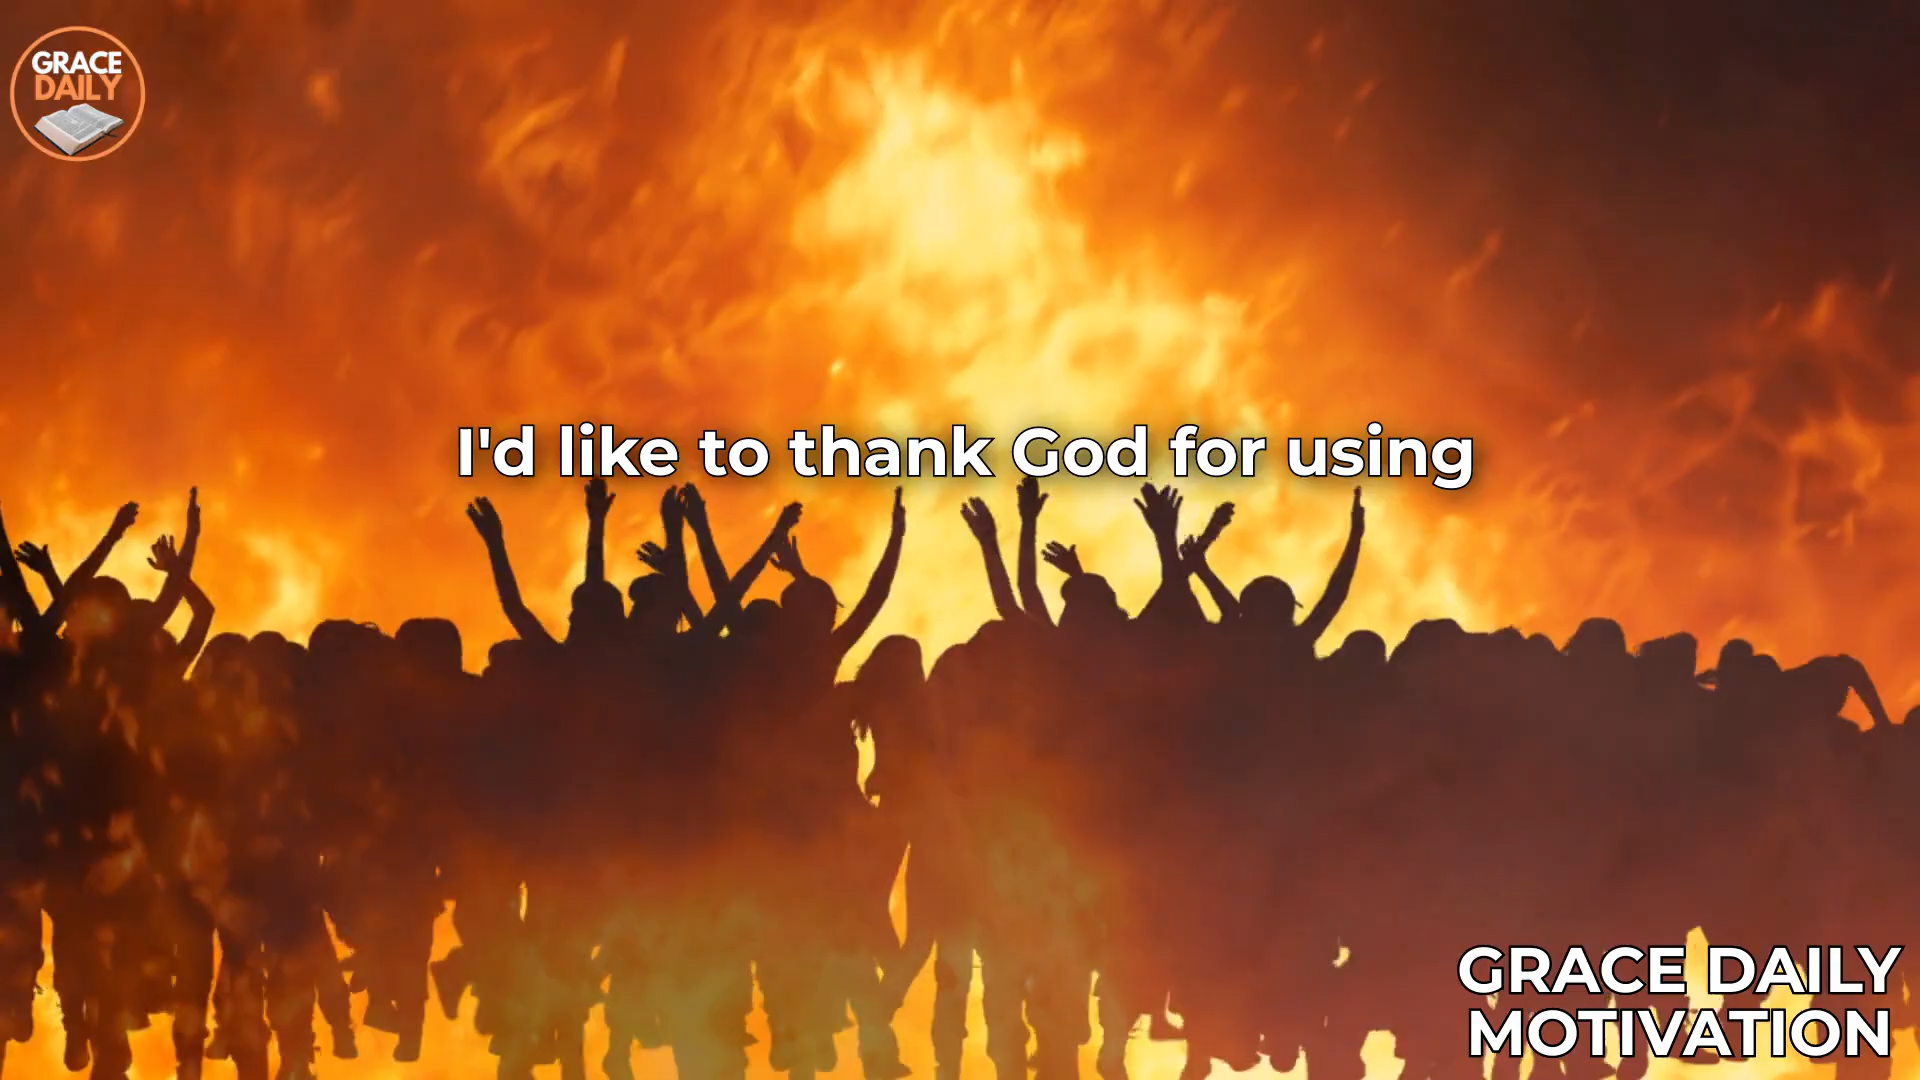 GRACE
DAILY
I'd like to thank God for using
GRACE DAILY
MOTIVATION